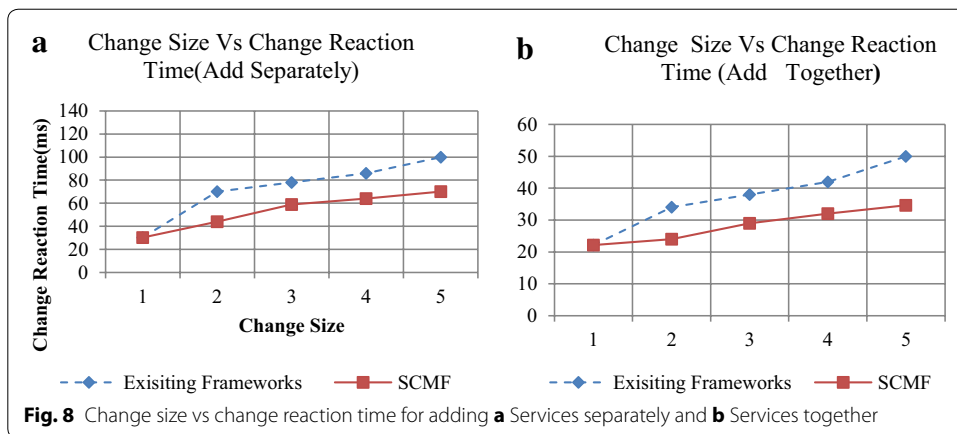 a
Change Size Vs Change Reaction
Time(Add Separately)
140
120
100
80
60
40
20
0
Change Reaction Time(ms)
1 2 3 4 5
Change Size
Exisiting Frameworks SCMF
b
Change Size Vs Change Reaction
Time (Add Together)
60
50
40
30
20
10
0
1 2 3 4 5
Exisiting Frameworks SCMF
Fig. 8 Change size vs change reaction time for adding a Services separately and b Services together